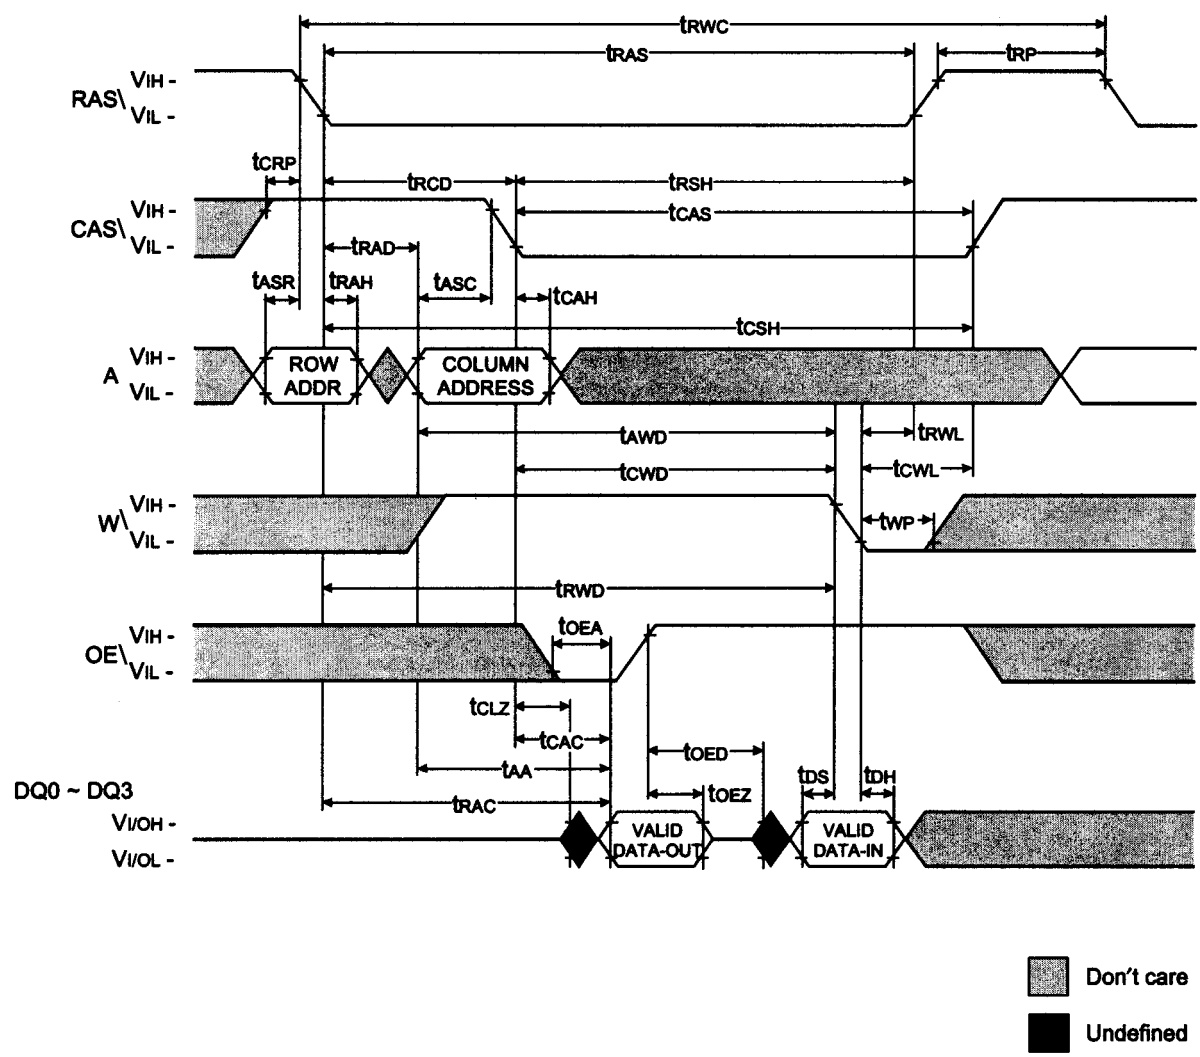 tRWC
tRAS
tRP
RAS\
VIH -
VIL -
tCRP
tRCD
tRSH
CAS\
VIH -
VIL -
tCAS
tRAD
tASR
tRAH
tASC
tCAH
tCSH
A
VIH -
VIL -
ROW
ADDR
COLUMN
ADDRESS
tAWD
tRWL
tCWD
tCWL
W\
VIH -
VIL -
tWP
tRWD
OE\
VIH -
VIL -
tOEA
tCLZ
tCAC
tOED
tAA
tDS
tDH
DQ0 ~ DQ3
tRAC
tOEZ
VI/OH -
VI/OL -
VALID
DATA-OUT
VALID
DATA-IN
Don't care
Undefined